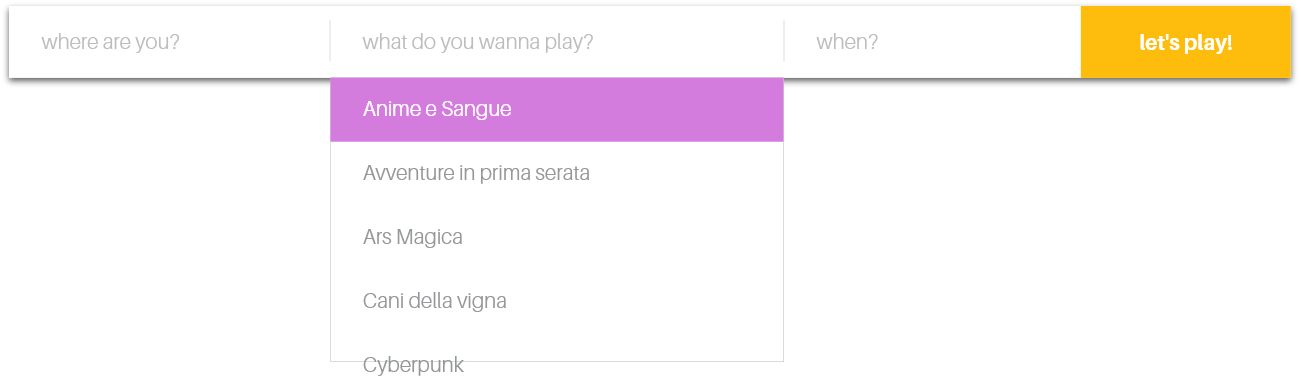 where are you?
what do you wanna play?
when?
let's play!
Anime e Sangue
Avventure in prima serata
Ars Magica
Cani della vigna
Cyberpunk